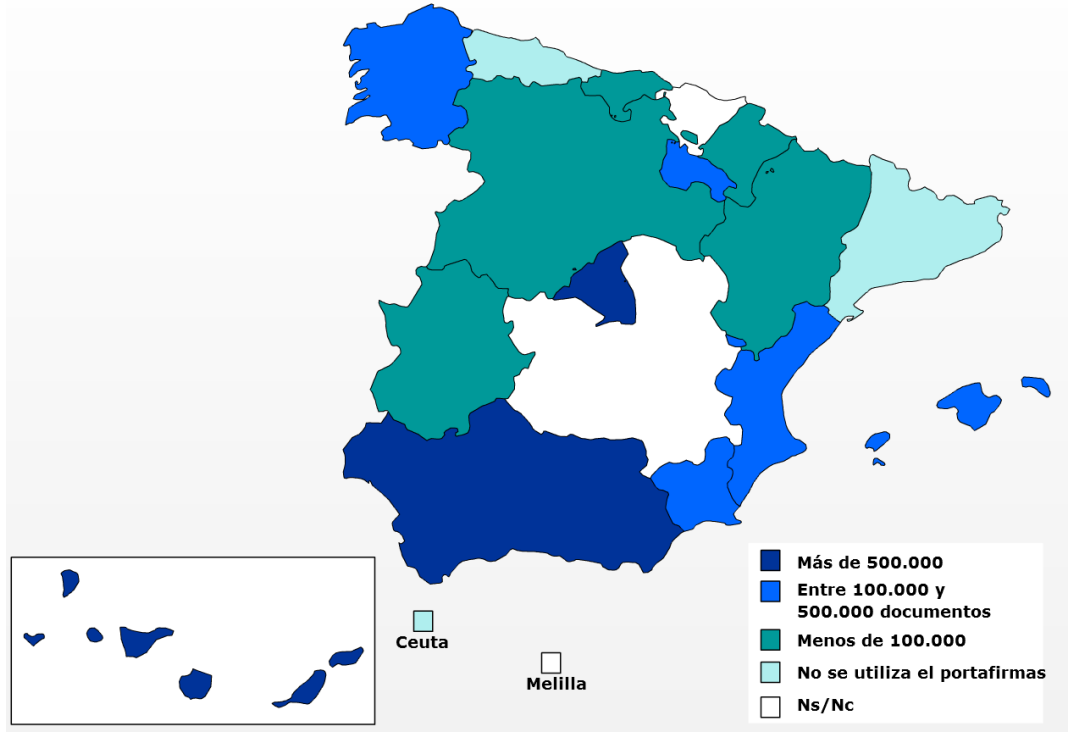 Más de 500.000
Entre 100.000 y
500.000 documentos
Menos de 100.000
No se utiliza el portafirmas
Ns/Nc
Ceuta
Melilla